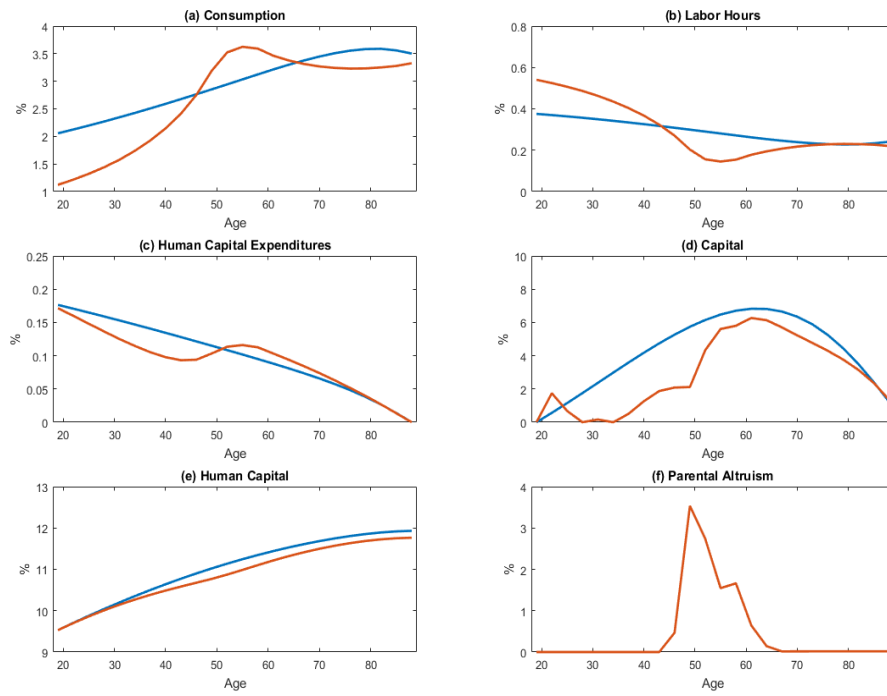 (a) Consumption
4
3.5
3
2.5
2
1.5
1
%
20 30 40 50 60 70 80
Age
(b) Labor Hours
0.8
0.6
0.4
0.2
0
%
20 30 40 50 60 70 80
Age
(c) Human Capital Expenditures
0.25
0.2
0.15
0.1
0.05
0
%
20 30 40 50 60 70 80
Age
(d) Capital
10
8
6
4
2
0
%
20 30 40 50 60 70 80
Age
(e) Human Capital
13
12
11
10
9
%
20 30 40 50 60 70 80
Age
(f) Parental Altruism
4
3
2
1
0
%
20 30 40 50 60 70 80
Age